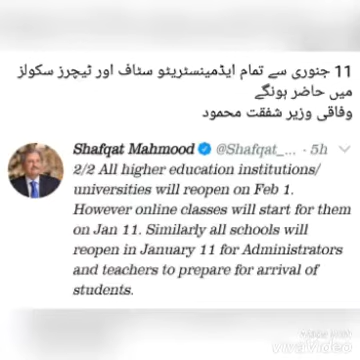 11 جنوری سے تمام ایڈمینسٹریٹو سٹاف اور ٹیچرز سکولز
میں حاضر ہونگے
وفاقی وزیر شفقت محمود
Shafqat Mahmood @Shafqat_... · 5h
2/2 All higher education institutions/
universities will reopen on Feb 1.
However online classes will start for them
on Jan 11. Similarly all schools will
reopen in January 11 for Administrators
and teachers to prepare for arrival of
students.
VivaVideo